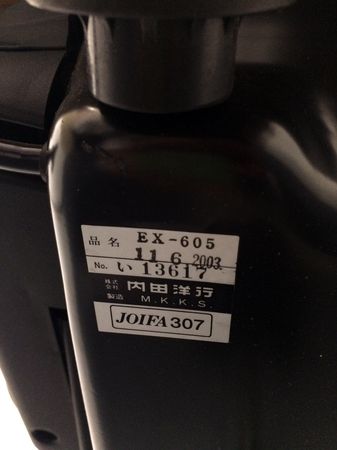 品名 EX-605
11 6. 2003.
No. い 13617
株式会社 内田洋行
製造 M.K.K.S.
JOIFA 307